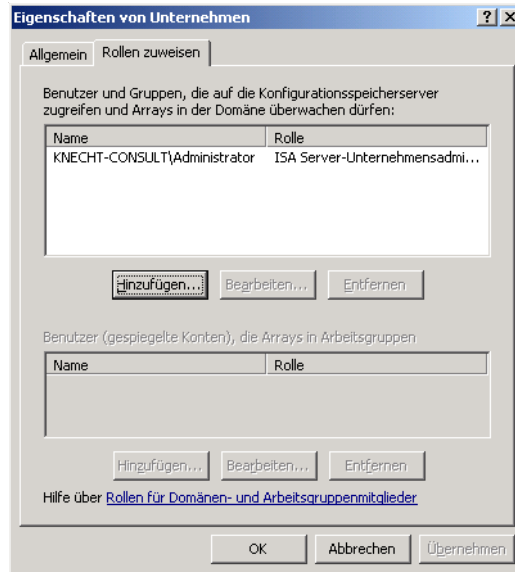 Eigenschaften von Unternehmen
Allgemein Rollen zuweisen
Benutzer und Gruppen, die auf die Konfigurationsspeicherserver
zugreifen und Arrays in der Domäne überwachen dürfen:
Name Rolle
KNECHT-CONSULT\Administrator ISA Server-Unternehmensadmi...
Hinzufügen... Bearbeiten... Entfernen
Benutzer (gespiegelte Konten), die Arrays in Arbeitsgruppen
Name Rolle
Hinzufügen... Bearbeiten... Entfernen
Hilfe über Rollen für Domänen- und Arbeitsgruppenmitglieder
OK Abbrechen Übernehmen